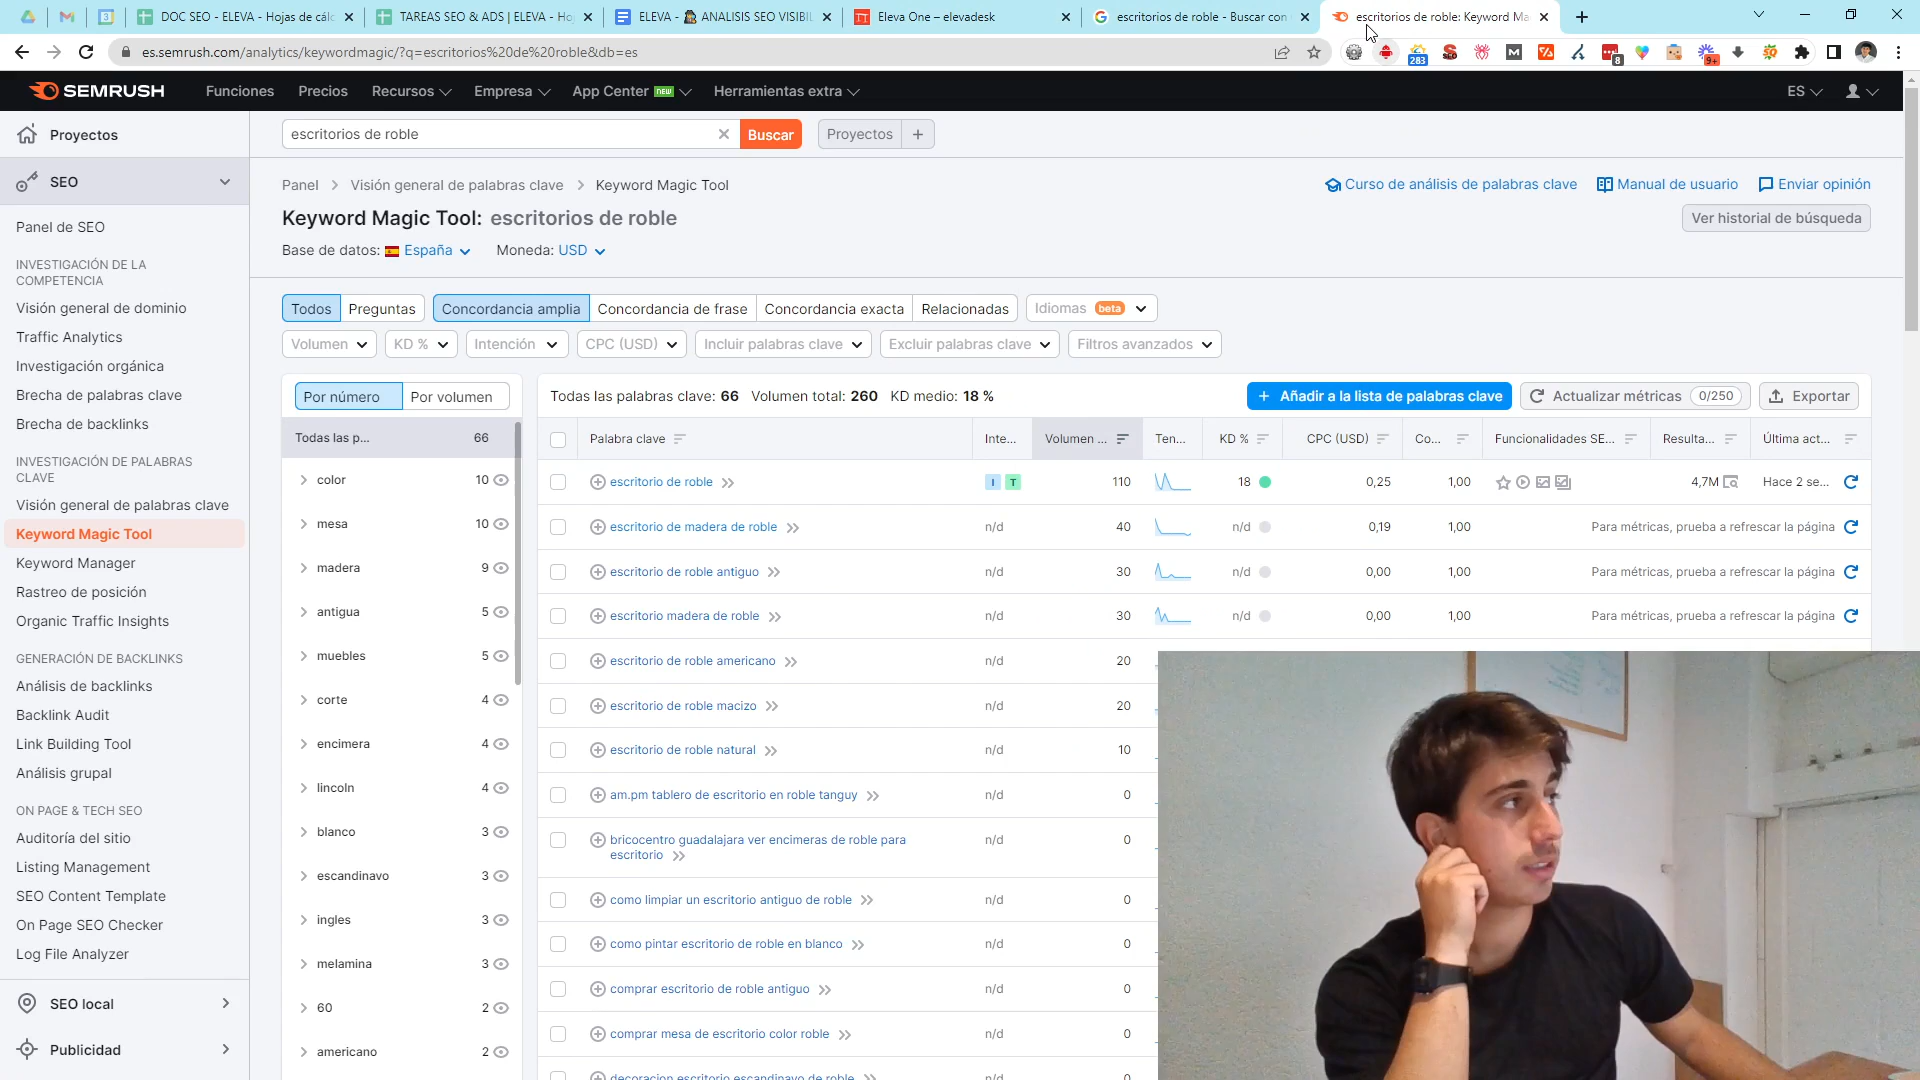 DOC SEO - ELEVA - Hojas de cálc
TAREAS SEO & ADS | ELEVA - Ho
ELEVA - ANALISIS SEO VISIBIL
Eleva One – elevadesk
escritorios de roble - Buscar con
escritorios de roble: Keyword Ma
es.semrush.com/analytics/keywordmagic/?q=escritorios%20de%20roble&db=es
283
8
9+
SEMRUSH
Funciones
Precios
Recursos
Empresa
App Center NEW
Herramientas extra
ES
Proyectos
escritorios de roble
Buscar
Proyectos
+
SEO
Panel > Visión general de palabras clave > Keyword Magic Tool
Curso de análisis de palabras clave
Manual de usuario
Enviar opinión
Keyword Magic Tool: escritorios de roble
Ver historial de búsqueda
Base de datos: España
Moneda: USD
Panel de SEO
INVESTIGACIÓN DE LA
COMPETENCIA
Visión general de dominio
Traffic Analytics
Investigación orgánica
Brecha de palabras clave
Brecha de backlinks
INVESTIGACIÓN DE PALABRAS
CLAVE
Visión general de palabras clave
Keyword Magic Tool
Keyword Manager
Rastreo de posición
Organic Traffic Insights
GENERACIÓN DE BACKLINKS
Análisis de backlinks
Backlink Audit
Link Building Tool
Análisis grupal
ON PAGE & TECH SEO
Auditoría del sitio
Listing Management
SEO Content Template
On Page SEO Checker
Log File Analyzer
SEO local
Publicidad
Todos
Preguntas
Concordancia amplia
Concordancia de frase
Concordancia exacta
Relacionadas
Idiomas beta
Volumen
KD %
Intención
CPC (USD)
Incluir palabras clave
Excluir palabras clave
Filtros avanzados
Por número
Por volumen
Todas las p... 66
color 10
mesa 10
madera 9
antigua 5
muebles 5
corte 4
encimera 4
lincoln 4
blanco 3
escandinavo 3
ingles 3
melamina 3
60 2
americano 2
Todas las palabras clave: 66 Volumen total: 260 KD medio: 18 %
+ Añadir a la lista de palabras clave
Actualizar métricas 0/250
Exportar
Palabra clave Inte... Volumen ... Ten... KD % CPC (USD) Co... Funcionalidades SE... Resulta... Última act...
escritorio de roble I T 110 18 0,25 1,00 4,7M Hace 2 se...
escritorio de madera de roble n/d 40 n/d 0,19 1,00 Para métricas, prueba a refrescar la página
escritorio de roble antiguo n/d 30 n/d 0,00 1,00 Para métricas, prueba a refrescar la página
escritorio madera de roble n/d 30 n/d 0,00 1,00 Para métricas, prueba a refrescar la página
escritorio de roble americano n/d 20
escritorio de roble macizo n/d 20
escritorio de roble natural n/d 10
am.pm tablero de escritorio en roble tanguy n/d 0
bricocentro guadalajara ver encimeras de roble para n/d 0
escritorio
como limpiar un escritorio antiguo de roble n/d 0
como pintar escritorio de roble en blanco n/d 0
comprar escritorio de roble antiguo n/d 0
comprar mesa de escritorio color roble n/d 0
decoracion escritorio escandinavo de roble n/d 0